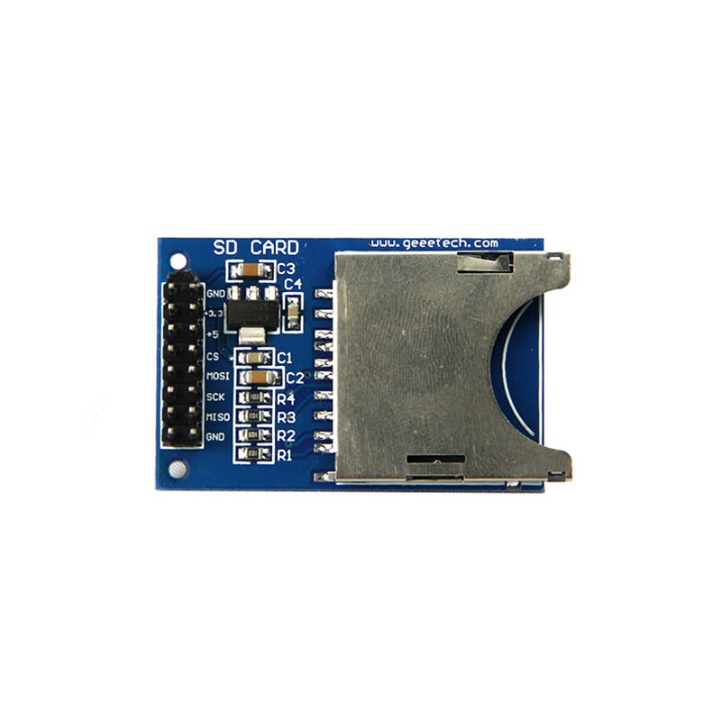 SD CARD
www.geeetech.com
C3
C4
GND
+3.3
+5
CS
MOSI
SCK
MISO
GND
C1
C2
R4
R3
R2
R1